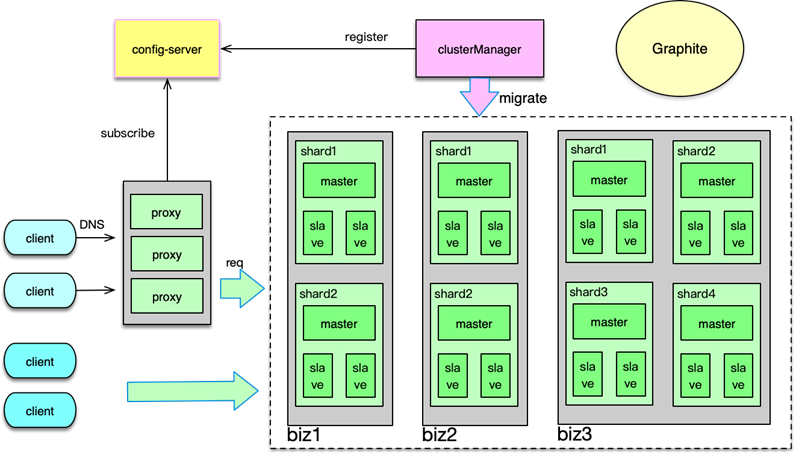 config-server
register
clusterManager
Graphite
migrate
subscribe
proxy
proxy
proxy
DNS
client
client
client
client
req
shard1
master
sla
ve
sla
ve
shard2
master
sla
ve
sla
ve
biz1
shard1
master
sla
ve
sla
ve
shard2
master
sla
ve
sla
ve
biz2
shard1
master
sla
ve
sla
ve
shard2
master
sla
ve
sla
ve
shard3
master
sla
ve
sla
ve
shard4
master
sla
ve
sla
ve
biz3